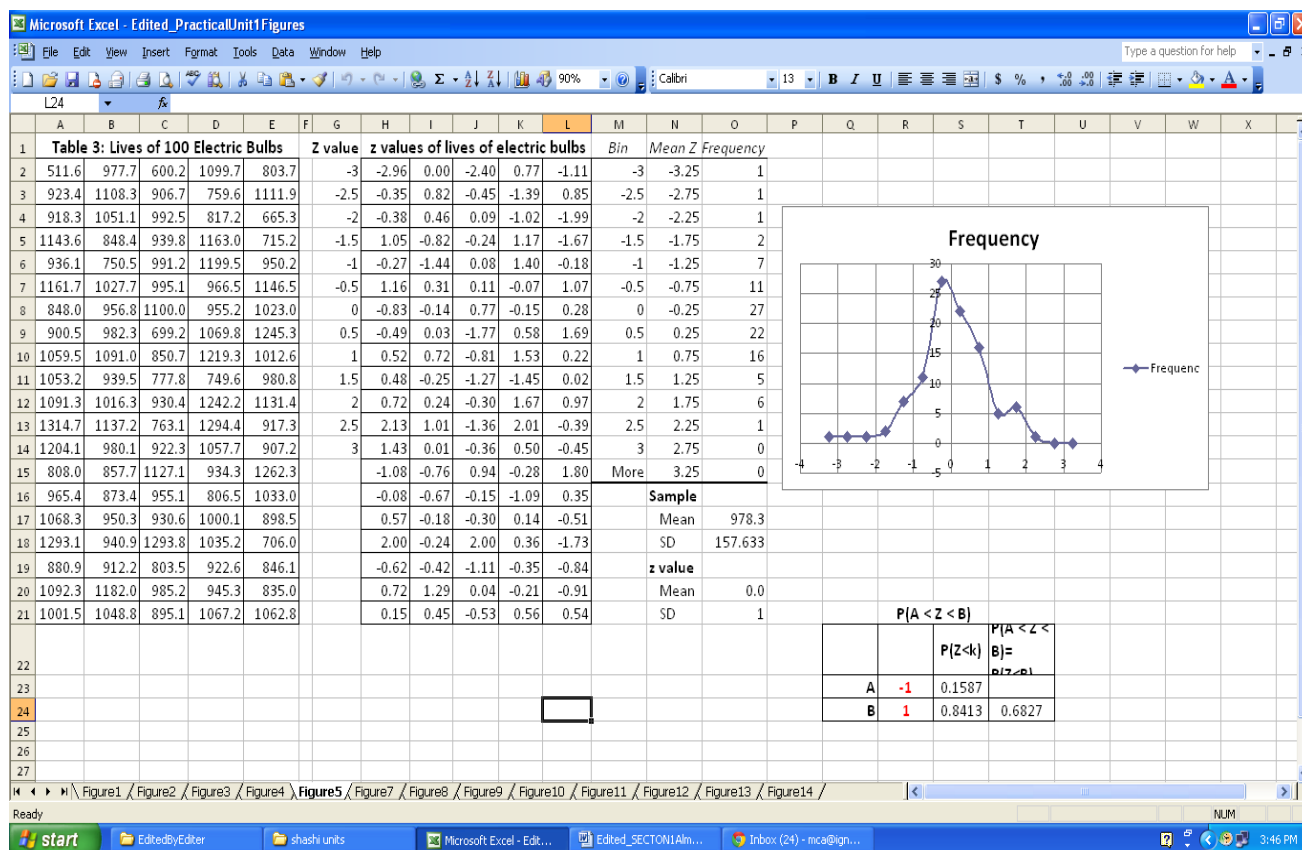 Microsoft Excel - Edited_PracticalUnit1Figures
File Edit View Insert Format Tools Data Window Help Type a question for help
90% Calibri 13 B I U $ % ,
L24 fx
A B C D E F G H I J K L M N O P Q R S T U V W X
1 Table 3: Lives of 100 Electric Bulbs Z value z values of lives of electric bulbs Bin Mean Z Frequency
2 511.6 977.7 600.2 1099.7 803.7 -3 -2.96 0.00 -2.40 0.77 -1.11 -3 -3.25 1
3 923.4 1108.3 906.7 759.6 1111.9 -2.5 -0.35 0.82 -0.45 -1.39 0.85 -2.5 -2.75 1
4 918.3 1051.1 992.5 817.2 665.3 -2 -0.38 0.46 0.09 -1.02 -1.99 -2 -2.25 1
5 1143.6 848.4 939.8 1163.0 715.2 -1.5 1.05 -0.82 -0.24 1.17 -1.67 -1.5 -1.75 2
6 936.1 750.5 991.2 1199.5 950.2 -1 -0.27 -1.44 0.08 1.40 -0.18 -1 -1.25 7
7 1161.7 1027.7 995.1 966.5 1146.5 -0.5 1.16 0.31 0.11 -0.07 1.07 -0.5 -0.75 11
8 848.0 956.8 1100.0 955.2 1023.0 0 -0.83 -0.14 0.77 -0.15 0.28 0 -0.25 27
9 900.5 982.3 699.2 1069.8 1245.3 0.5 -0.49 0.03 -1.77 0.58 1.69 0.5 0.25 22
10 1059.5 1091.0 850.7 1219.3 1012.6 1 0.52 0.72 -0.81 1.53 0.22 1 0.75 16
11 1053.2 939.5 777.8 749.6 980.8 1.5 0.48 -0.25 -1.27 -1.45 0.02 1.5 1.25 5
12 1091.3 1016.3 930.4 1242.2 1131.4 2 0.72 0.24 -0.30 1.67 0.97 2 1.75 6
13 1314.7 1137.2 763.1 1294.4 917.3 2.5 2.13 1.01 -1.36 2.01 -0.39 2.5 2.25 1
14 1204.1 980.1 922.3 1057.7 907.2 3 1.43 0.01 -0.36 0.50 -0.45 3 2.75 0
15 808.0 857.7 1127.1 934.3 1262.3 -1.08 -0.76 0.94 -0.28 1.80 More 3.25 0
16 965.4 873.4 955.1 806.5 1033.0 -0.08 -0.67 -0.15 -1.09 0.35 Sample
17 1068.3 950.3 930.6 1000.1 898.5 0.57 -0.18 -0.30 0.14 -0.51 Mean 978.3
18 1293.1 940.9 1293.8 1035.2 706.0 2.00 -0.24 2.00 0.36 -1.73 SD 157.633
19 880.9 912.2 803.5 922.6 846.1 -0.62 -0.42 -1.11 -0.35 -0.84 z value
20 1092.3 1182.0 985.2 945.3 835.0 0.72 1.29 0.04 -0.21 -0.91 Mean 0.0
21 1001.5 1048.8 895.1 1067.2 1062.8 0.15 0.45 -0.53 0.56 0.54 SD 1 P(A < Z < B)
Frequency
30
25
20
15
10
5
0
-5
-4 -3 -2 -1 0 1 2 3 4
Frequenc
P(A < Z <
22 P(Z<k) B)=
P(Z<B)
23 A -1 0.1587
24 B 1 0.8413 0.6827
25
26
27
Figure1 Figure2 Figure3 Figure4 Figure5 Figure7 Figure8 Figure9 Figure10 Figure11 Figure12 Figure13 Figure14
Ready NUM
start EditedByEditer shashi units Microsoft Excel - Edit... Edited_SECTON1Alm... Inbox (24) - mca@ign... 3:46 PM